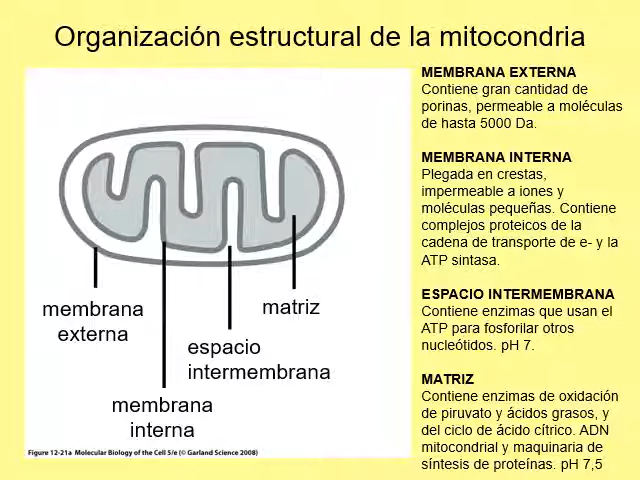 Organización estructural de la mitocondria
membrana
externa
matriz
espacio
intermembrana
membrana
interna
Figure 12-21a Molecular Biology of the Cell 5/e (© Garland Science 2008)
MEMBRANA EXTERNA
Contiene gran cantidad de
porinas, permeable a moléculas
de hasta 5000 Da.
MEMBRANA INTERNA
Plegada en crestas,
impermeable a iones y
moléculas pequeñas. Contiene
complejos proteicos de la
cadena de transporte de e- y la
ATP sintasa.
ESPACIO INTERMEMBRANA
Contiene enzimas que usan el
ATP para fosforilar otros
nucleótidos. pH 7.
MATRIZ
Contiene enzimas de oxidación
de piruvato y ácidos grasos, y
del ciclo de ácido cítrico. ADN
mitocondrial y maquinaria de
síntesis de proteínas. pH 7,5